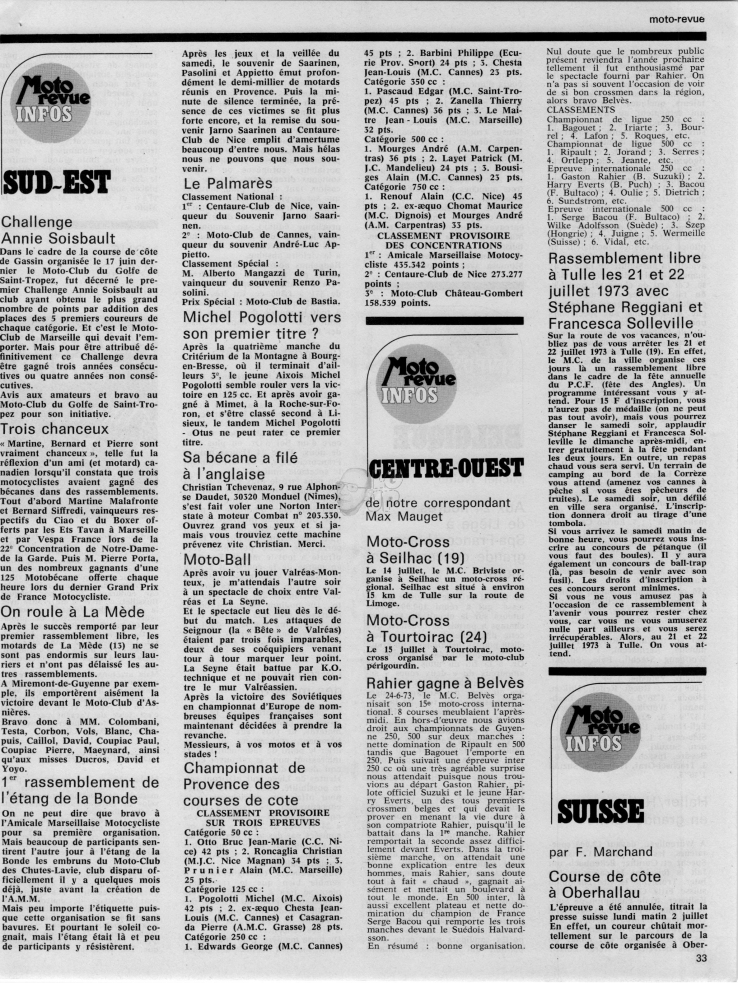 moto-revue
Moto
revue
INFOS
SUD-EST
Challenge
Annie Soisbault
Dans le cadre de la course de côte
de Gassin organisée le 17 juin der-
nier le Moto-Club du Golfe de
Saint-Tropez, fut décerné le pre-
mier Challenge Annie Soisbault au
club ayant obtenu le plus grand
nombre de points par addition des
places des 5 premiers coureurs de
chaque catégorie. Et c'est le Moto-
Club de Marseille qui devait l'em-
porter. Mais pour être attribué dé-
finitivement ce Challenge devra
être gagné trois années consécu-
tives ou quatre années non consé-
cutives.
Avis aux amateurs et bravo au
Moto-Club du Golfe de Saint-Tro-
pez pour son initiative.
Trois chanceux
« Martine, Bernard et Pierre sont
vraiment chanceux », telle fut la
réflexion d'un ami (et motard) ca-
nadien lorsqu'il constata que trois
motocyclistes avaient gagné des
bécanes dans des rassemblements.
Tout d'abord Martine Malafronte
et Bernard Siffredi, vainqueurs res-
pectifs du Ciao et du Boxer of-
ferts par les Ets Tavan à Marseille
et par Vespa France lors de la
22e Concentration de Notre-Dame-
de la Garde. Puis M. Pierre Porta,
un des nombreux gagnants d'une
125 Motobécane offerte chaque
heure lors du dernier Grand Prix
de France Motocycliste.
On roule à La Mède
Après le succès remporté par leur
premier rassemblement libre, les
motards de La Mède (13) ne se
sont pas endormis sur leurs lau-
riers et n'ont pas délaissé les au-
tres rassemblements.
A Miremont-de-Guyenne par exem-
ple, ils emportèrent aisément la
victoire devant le Moto-Club d'As-
nières.
Bravo donc à MM. Colombani,
Testa, Corbon, Vols, Blanc, Cha-
puis, Caillol, David, Coupiac Paul,
Coupiac Pierre, Maeynard, ainsi
qu'aux misses Ducros, David et
Yoyo.
1er rassemblement de
l'étang de la Bonde
On ne peut dire que bravo à
l'Amicale Marseillaise Motocycliste
pour sa première organisation.
Mais beaucoup de participants sen-
tirent l'autre jour à l'étang de la
Bonde les embruns du Moto-Club
des Chutes-Lavie, club disparu of-
ficiellement il y a quelques mois
déjà, juste avant la création de
l'A.M.M.
Mais peu importe l'étiquette puis-
que cette organisation se fit sans
bavures. Et pourtant le soleil co-
gnait, mais l'étang était là et peu
de participants y résistèrent.
Après les jeux et la veillée du
samedi, le souvenir de Saarinen,
Pasolini et Appietto émut profon-
dément le demi-millier de motards
réunis en Provence. Puis la mi-
nute de silence terminée, la pré-
sence de ces victimes se fit plus
forte encore, et la remise du sou-
venir Jarno Saarinen au Centaure-
Club de Nice emplit d'amertume
beaucoup d'entre nous. Mais hélas
nous ne pouvons que nous sou-
venir.
Le Palmarès
Classement National :
1er : Centaure-Club de Nice, vain-
queur du Souvenir Jarno Saari-
nen.
2e : Moto-Club de Cannes, vain-
queur du souvenir André-Luc Ap-
pietto.
Classement Spécial :
M. Alberto Mangazzi de Turin,
vainqueur du souvenir Renzo Pa-
solini.
Prix Spécial : Moto-Club de Bastia.
Michel Pogolotti vers
son premier titre ?
Après la quatrième manche du
Critérium de la Montagne à Bourg-
en-Bresse, où il terminait d'ail-
leurs 3e, le jeune Aixois Michel
Pogolotti semble rouler vers la vic-
toire en 125 cc. Et après avoir ga-
gné à Mimet, à la Roche-sur-Fo-
ron, et s'être classé second à Li-
sieux, le tandem Michel Pogolotti
- Otus ne peut rater ce premier
titre.
Sa bécane a filé
à l'anglaise
Christian Tchevenaz, 9 rue Alphon-
se Daudet, 30320 Monduel (Nimes),
s'est fait voler une Norton Inter-
state à moteur Combat n° 203.330.
Ouvrez grand vos yeux et si ja-
mais vous trouviez cette machine
prévenez vite Christian. Merci.
Moto-Ball
Après avoir vu jouer Valréas-Mon-
teux, je m'attendais l'autre soir
à un spectacle de choix entre Val-
réas et La Seyne.
Et le spectacle eut lieu dès le dé-
but du match. Les attaques de
Seignour (la « Bête » de Valréas)
étaient par trois fois imparables,
deux de ses coéquipiers venant
tour à tour marquer leur point.
La Seyne était battue par K.O.
technique et ne pouvait rien con-
tre le mur Valréassien.
Après la victoire des Soviétiques
en championnat d'Europe de nom-
breuses équipes françaises sont
maintenant décidées à prendre la
revanche.
Messieurs, à vos motos et à vos
stades !
Championnat de
Provence des
courses de cote
CLASSEMENT PROVISOIRE
SUR TROIS EPREUVES
Catégorie 50 cc :
1. Otto Bruc Jean-Marie (C.C. Ni-
ce) 42 pts ; 2. Roncaglia Christian
(M.J.C. Nice Magnan) 34 pts ; 3.
Prunier Alain (M.C. Marseille)
25 pts.
Catégorie 125 cc :
1. Pogolotti Michel (M.C. Aixois)
42 pts ; 2. ex-æquo Chesta Jean-
Louis (M.C. Cannes) et Casagran-
da Pierre (A.M.C. Grasse) 28 pts.
Catégorie 250 cc :
1. Edwards George (M.C. Cannes)
45 pts ; 2. Barbini Philippe (Ecu-
rie Prov. Sport) 24 pts ; 3. Chesta
Jean-Louis (M.C. Cannes) 23 pts.
Catégorie 350 cc :
1. Pascaud Edgar (M.C. Saint-Tro-
pez) 45 pts ; 2. Zanella Thierry
(M.C. Cannes) 36 pts ; 3. Le Maî-
tre Jean-Louis (M.C. Marseille)
32 pts.
Catégorie 500 cc :
1. Mourges André (A.M. Carpen-
tras) 36 pts ; 2. Layet Patrick (M.
J.C. Mandelieu) 24 pts ; 3. Bousi-
ges Alain (M.C. Cannes) 23 pts.
Catégorie 750 cc :
1. Renouf Alain (C.C. Nice) 45
pts ; 2. ex-æquo Chomat Maurice
(M.C. Dignois) et Mourges André
(A.M. Carpentras) 33 pts.
CLASSEMENT PROVISOIRE
DES CONCENTRATIONS
1er : Amicale Marseillaise Motocy-
cliste 435.342 points ;
2e : Centaure-Club de Nice 273.277
points ;
3e : Moto-Club Château-Gombert
158.539 points.
Moto
revue
INFOS
CENTRE-OUEST
de notre correspondant
Max Mauget
Moto-Cross
à Seilhac (19)
Le 14 juillet, le M.C. Briviste or-
ganise à Seilhac un moto-cross ré-
gional. Seilhac est situé à environ
15 km de Tulle sur la route de
Limoge.
Moto-Cross
à Tourtoirac (24)
Le 15 juillet à Tourtoirac, moto-
cross organisé par le moto-club
périgourdin.
Rahier gagne à Belvès
Le 24-6-73, le M.C. Belvès orga-
nisait son 15e moto-cross interna-
tional. 8 courses meublaient l'après-
midi. En hors-d'œuvre nous avions
droit aux championnats de Guyen-
ne 250, 500 sur deux manches :
nette domination de Ripault en 500
tandis que Bagouet l'emporte en
250. Puis suivait une épreuve inter
250 cc où une très agréable surprise
nous attendait puisque nous trou-
vions au départ Gaston Rahier, pi-
lote officiel Suzuki et le jeune Har-
ry Everts, un des tous premiers
crossmen belges et qui devait le
prover en menant la vie dure à
son compatriote Rahier, puisqu'il le
battait dans la 1re manche. Rahier
remportait la seconde assez diffici-
lement devant Everts. Dans la troi-
sième manche, on attendait une
bonne explication entre les deux
hommes, mais Rahier, sans doute
tout à fait « chaud », gagnait ai-
sément et mettait un boulevard à
tout le monde. En 500 inter, là
aussi excellent plateau et nette do-
mination du champion de France
Serge Bacou qui remporte les trois
manches devant le Suédois Halvard-
sson.
En résumé : bonne organisation.
Nul doute que le nombreux public
présent reviendra l'année prochaine
tellement il fut enthousiasmé par
le spectacle fourni par Rahier. On
n'a pas si souvent l'occasion de voir
de si bon crossmen dans la région,
alors bravo Belvès.
CLASSEMENTS
Championnat de ligue 250 cc :
1. Bagouet ; 2. Iriarte ; 3. Bour-
rel ; 4. Lafon ; 5. Roques, etc.
Championnat de ligue 500 cc :
1. Ripault ; 2. Jorand ; 3. Serres ;
4. Ortlepp ; 5. Jeante, etc.
Epreuve internationale 250 cc :
1. Gaston Rahier (B. Suzuki) ; 2.
Harry Everts (B. Puch) ; 3. Bacou
(F. Bultaco) ; 4. Oulie ; 5. Dietrich ;
6. Sundstrom, etc.
Epreuve internationale 500 cc :
1. Serge Bacou (F. Bultaco) ; 2.
Wilke Adolfsson (Suède) ; 3. Szep
(Hongrie) ; 4. Juigne ; 5. Wermeille
(Suisse) ; 6. Vidal, etc.
Rassemblement libre
à Tulle les 21 et 22
juillet 1973 avec
Stéphane Reggiani et
Francesca Solleville
Sur la route de vos vacances, n'ou-
bliez pas de vous arrêter les 21 et
22 juillet 1973 à Tulle (19). En effet,
le M.C. de la ville organise ces
jours là un rassemblement libre
dans le cadre de la fête annuelle
du P.C.F. (fête des Angles). Un
programme intéressant vous y at-
tend. Pour 15 F d'inscription, vous
n'aurez pas de médaille (on ne peut
pas tout avoir), mais vous pourrez
danser le samedi soir, applaudir
Stéphane Reggiani et Francesca Sol-
leville le dimanche après-midi, en-
trer gratuitement à la fête pendant
les deux jours. En outre, un repas
chaud vous sera servi. Un terrain de
camping au bord de la Corrèze
vous attend (amenez vos cannes à
pêche si vous êtes pêcheurs de
truites). Le samedi soir, un défilé
en ville sera organisé. L'inscrip-
tion donnera droit au tirage d'une
tombola.
Si vous arrivez le samedi matin de
bonne heure, vous pourrez vous ins-
crire au concours de pétanque (il
vous faut des boules). Il y aura
également un concours de ball-trap
(là, pas besoin de venir avec son
fusil). Les droits d'inscription à
ces concours seront minimes.
Si vous ne vous amusez pas à
l'occasion de ce rassemblement à
l'avenir vous pourrez rester chez
vous, car vous ne vous amuserez
nulle part ailleurs et vous serez
irrécupérables. Alors, au 21 et 22
juillet 1973 à Tulle. On vous at-
tend.
Moto
revue
INFOS
SUISSE
par F. Marchand
Course de côte
à Oberhallau
L'épreuve a été annulée, titrait la
presse suisse lundi matin 2 juillet
En effet, un coureur chûtait mor-
tellement sur le parcours de la
course de côte organisée à Ober-
33